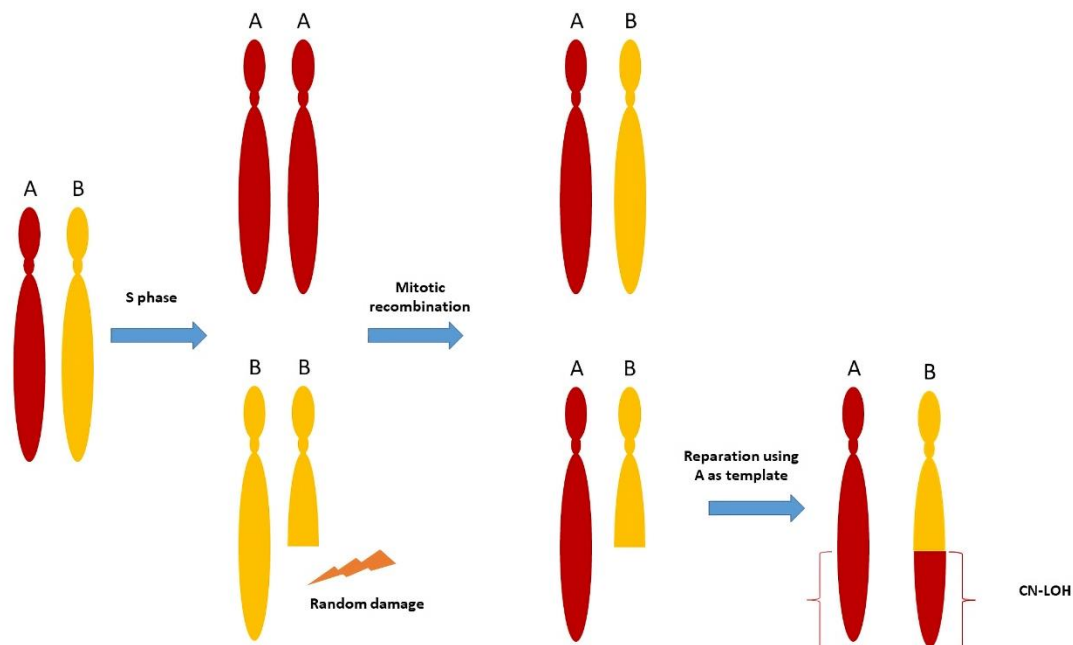 A A
A B
A B
S phase
Mitotic
recombination
B B
A B
A B
Reparation using
A as template
Random damage
CN-LOH